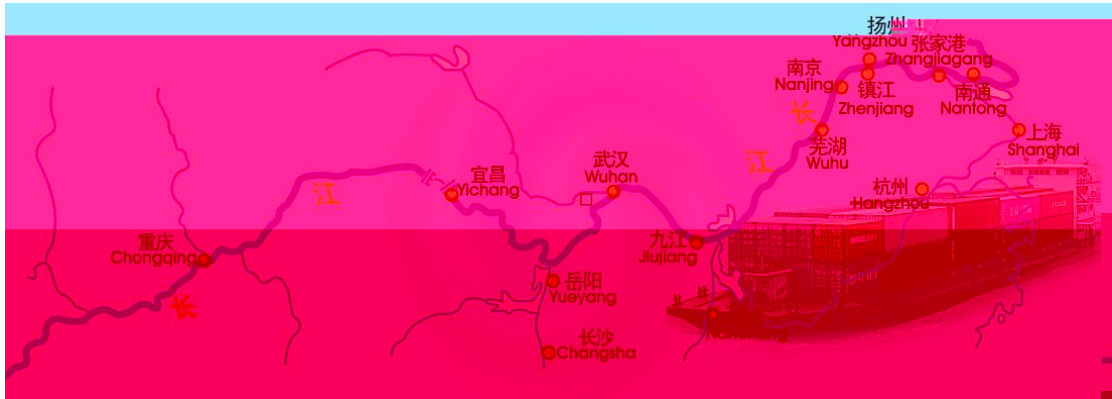 扬州
Yangzhou
张家港
Zhangjiagang
南京
Nanjing
镇江
Zhenjiang
南通
Nantong
长
芜湖
Wuhu
上海
Shanghai
江
武汉
Wuhan
宜昌
Yichang
江
杭州
Hangzhou
重庆
Chongqing
九江
Jiujiang
岳阳
Yueyang
长
长沙
Changsha